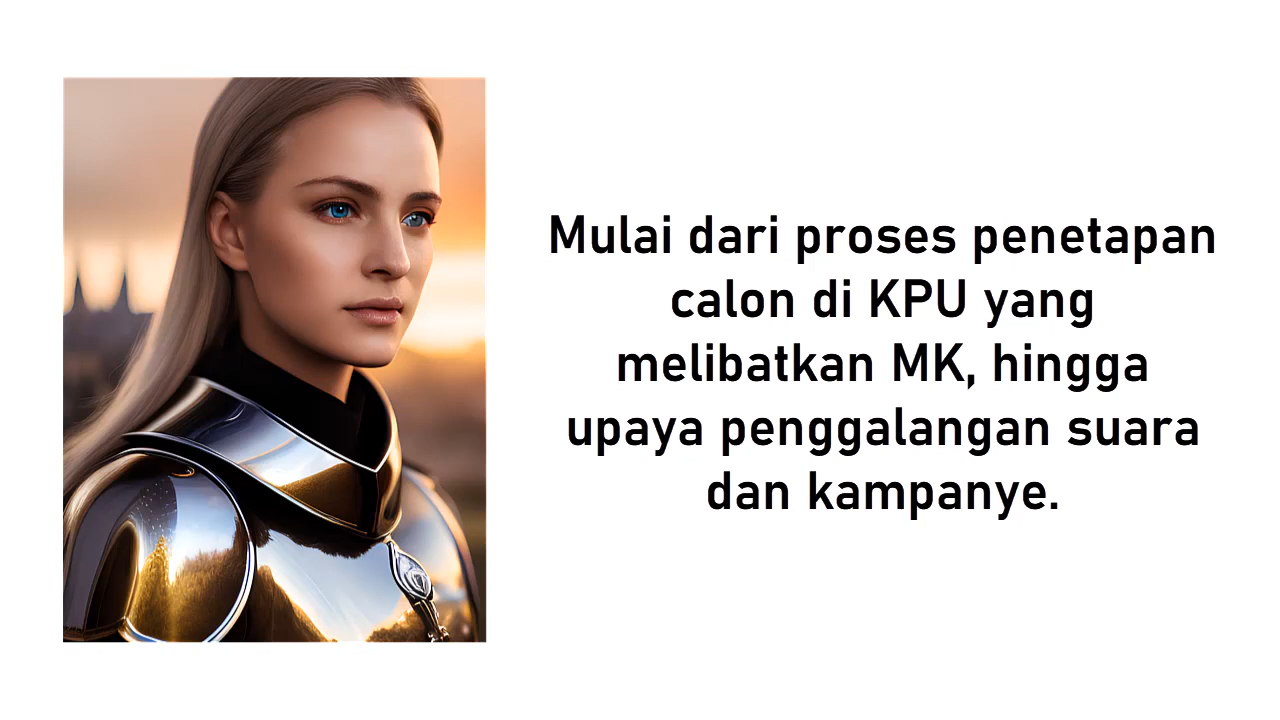 Mulai dari proses penetapan
calon di KPU yang
melibatkan MK, hingga
upaya penggalangan suara
dan kampanye.